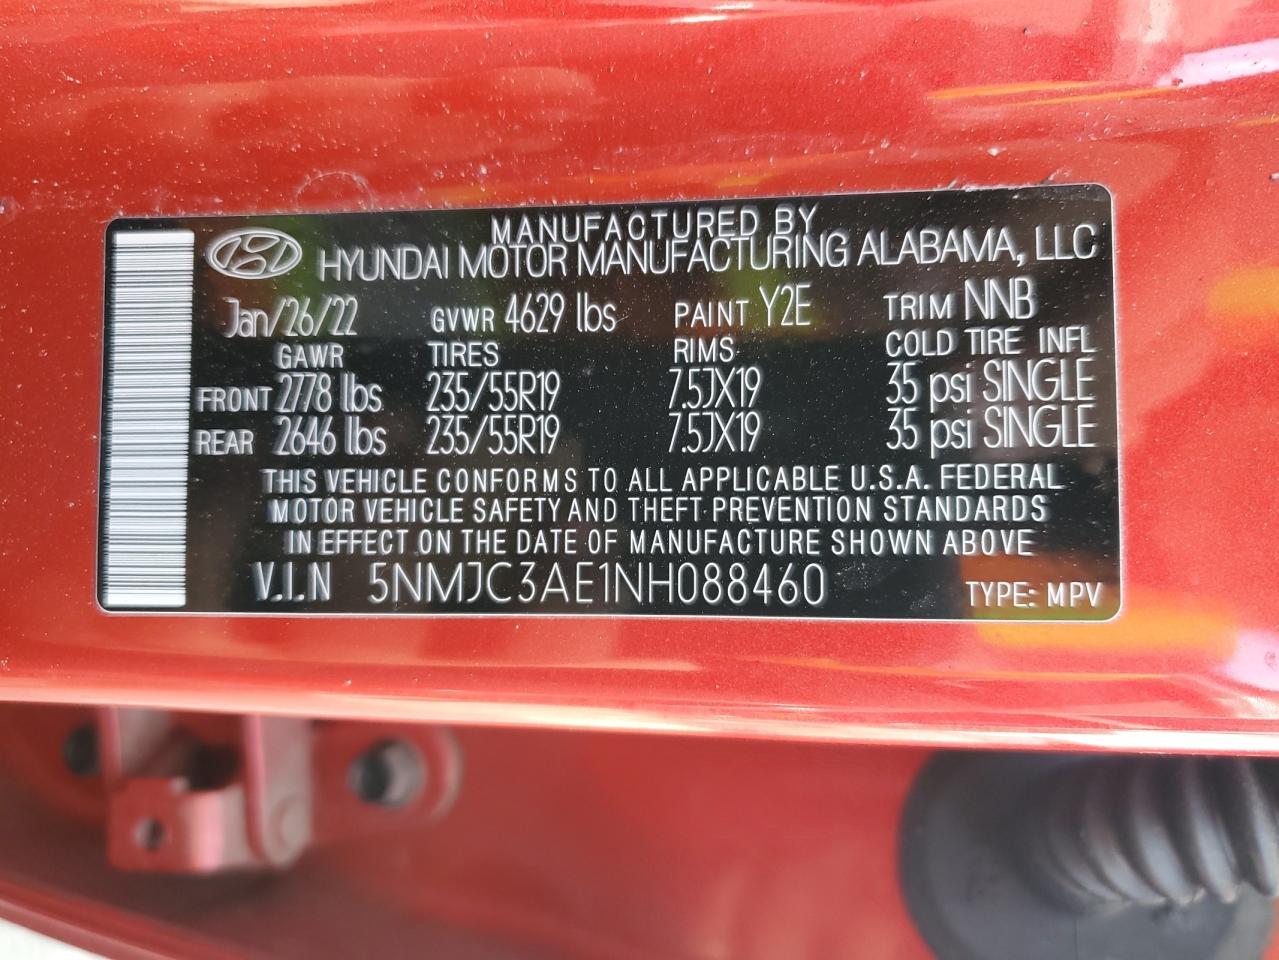 MANUFACTURED BY
HYUNDAI MOTOR MANUFACTURING ALABAMA, LLC
Jan/26/22 GVWR 4629 lbs PAINT Y2E TRIM NNB
GAWR TIRES RIMS COLD TIRE INFL
FRONT 2778 lbs 235/55R19 7.5JX19 35 psi SINGLE
REAR 2646 lbs 235/55R19 7.5JX19 35 psi SINGLE
THIS VEHICLE CONFORMS TO ALL APPLICABLE U.S.A. FEDERAL
MOTOR VEHICLE SAFETY AND THEFT PREVENTION STANDARDS
IN EFFECT ON THE DATE OF MANUFACTURE SHOWN ABOVE
V.I.N 5NMJC3AE1NH088460 TYPE: MPV